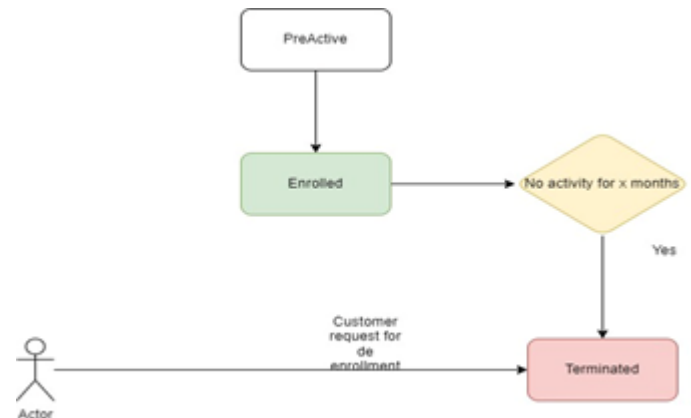 PreActive
Enrolled
No activity for x months
Yes
Customer
request for
de
enrollment
Terminated
Actor